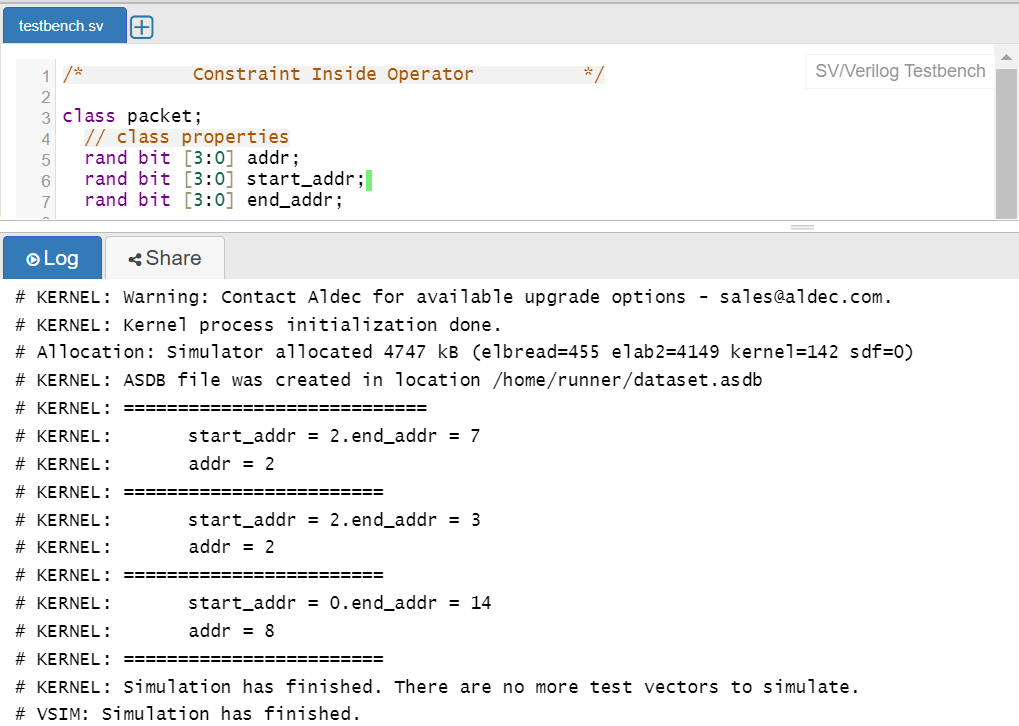 testbench.sv
SV/Verilog Testbench
1 /*          Constraint Inside Operator          */
2
3 class packet;
4   // class properties
5   rand bit [3:0] addr;
6   rand bit [3:0] start_addr;
7   rand bit [3:0] end_addr;
Log Share
# KERNEL: Warning: Contact Aldec for available upgrade options - sales@aldec.com.
# KERNEL: Kernel process initialization done.
# Allocation: Simulator allocated 4747 kB (elbread=455 elab2=4149 kernel=142 sdf=0)
# KERNEL: ASDB file was created in location /home/runner/dataset.asdb
# KERNEL: ============================
# KERNEL:       start_addr = 2.end_addr = 7
# KERNEL:       addr = 2
# KERNEL: ========================
# KERNEL:       start_addr = 2.end_addr = 3
# KERNEL:       addr = 2
# KERNEL: ========================
# KERNEL:       start_addr = 0.end_addr = 14
# KERNEL:       addr = 8
# KERNEL: ========================
# KERNEL: Simulation has finished. There are no more test vectors to simulate.
# VSIM: Simulation has finished.